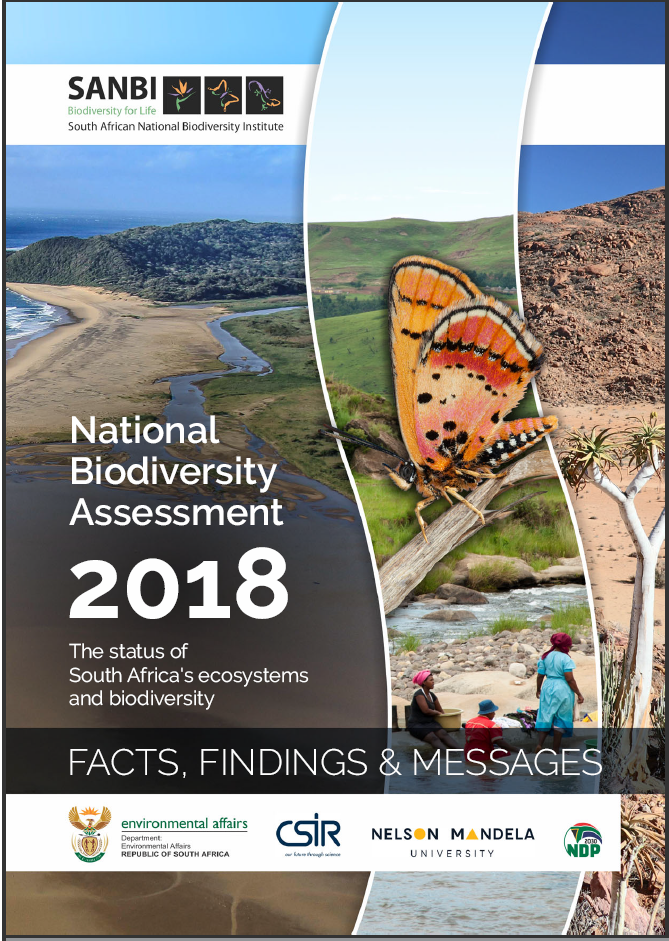 SANBI
Biodiversity for Life
South African National Biodiversity Institute
National
Biodiversity
Assessment
2018
The status of
South Africa's ecosystems
and biodiversity
FACTS, FINDINGS & MESSAGES
environmental affairs
Department:
Environmental Affairs
REPUBLIC OF SOUTH AFRICA
CSIR
our future through science
NELSON MANDELA
UNIVERSITY
2030
NDP